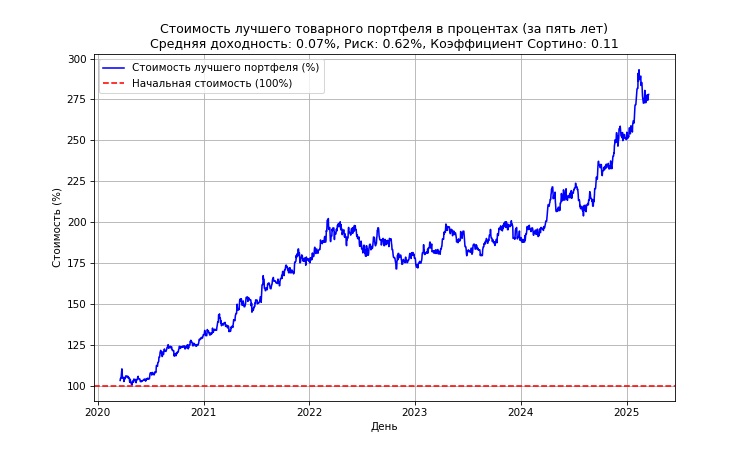 Стоимость лучшего товарного портфеля в процентах (за пять лет)
Средняя доходность: 0.07%, Риск: 0.62%, Коэффициент Сортино: 0.11
Стоимость лучшего портфеля (%)
Начальная стоимость (100%)
Стоимость (%)
300
275
250
225
200
175
150
125
100
2020
2021
2022
2023
2024
2025
День